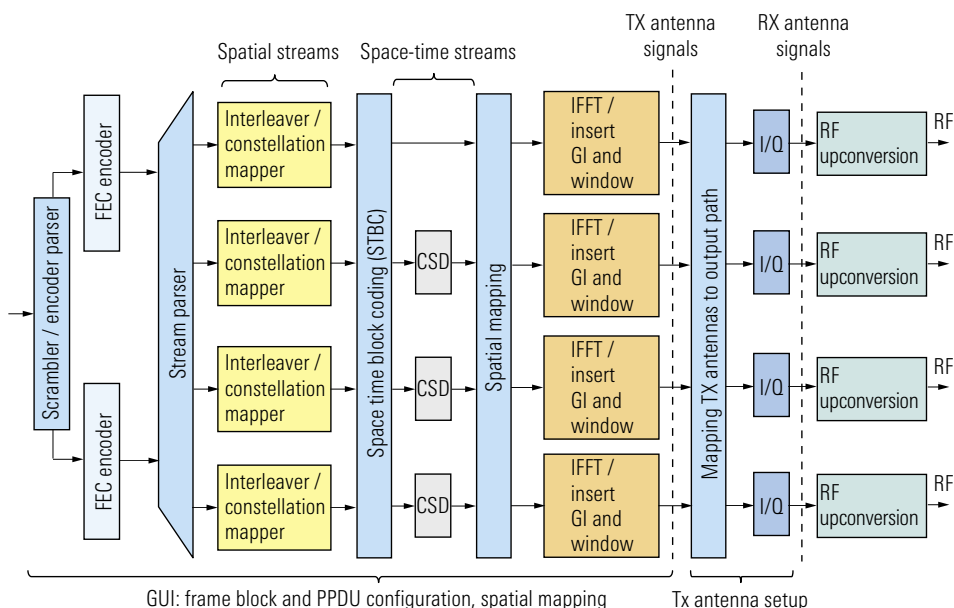 TX antenna
signals
RX antenna
signals
Spatial streams
Space-time streams
Scrambler / encoder parser
FEC encoder
FEC encoder
Stream parser
Interleaver /
constellation
mapper
Interleaver /
constellation
mapper
Interleaver /
constellation
mapper
Interleaver /
constellation
mapper
Space time block coding (STBC)
CSD
CSD
CSD
Spatial mapping
IFFT /
insert
GI and
window
IFFT /
insert
GI and
window
IFFT /
insert
GI and
window
IFFT /
insert
GI and
window
Mapping TX antennas to output path
I/Q
I/Q
I/Q
I/Q
RF
upconversion
RF
RF
upconversion
RF
RF
upconversion
RF
RF
upconversion
RF
GUI: frame block and PPDU configuration, spatial mapping
Tx antenna setup